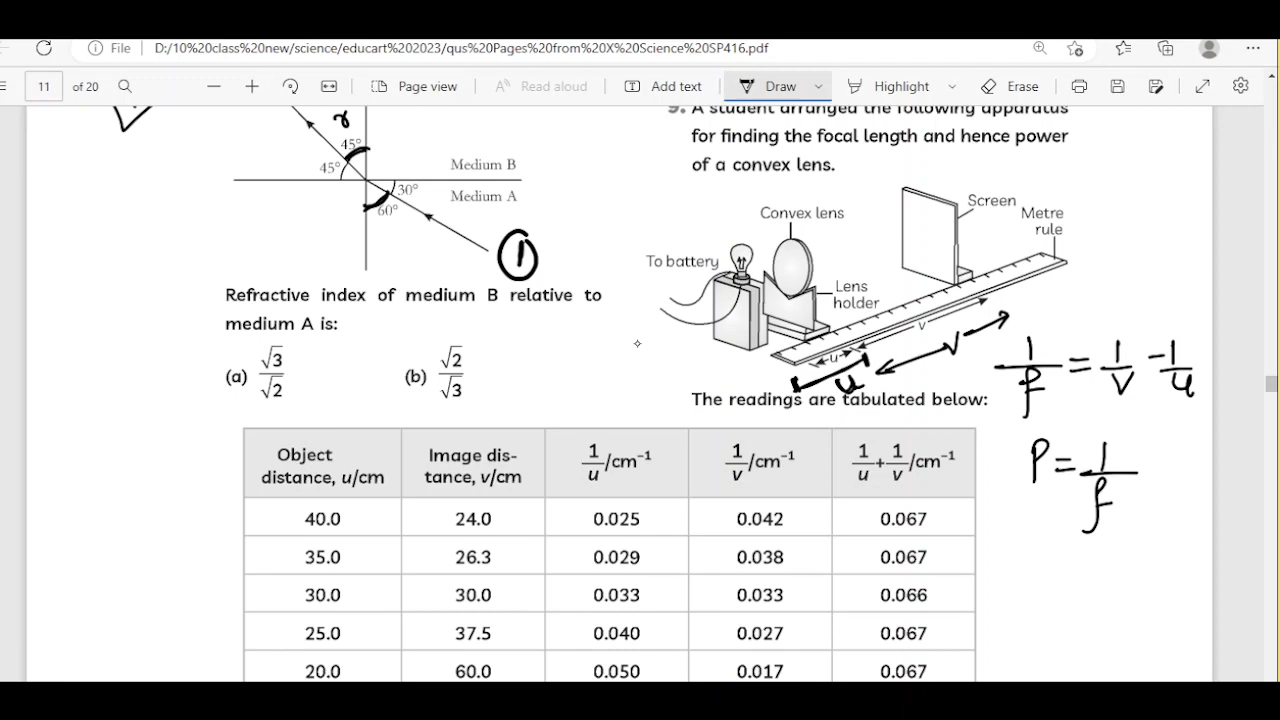 File D:/10%20class%20new/science/educart%202023/qus%20Pages%20from%20X%20Science%20SP416.pdf
11 of 20 Page view Read aloud Add text Draw Highlight Erase
r
45°
45° Medium B
30° Medium A
60°
1
Refractive index of medium B relative to
medium A is:
(a) √3/√2 (b) √2/√3
9. A student arranged the following apparatus
for finding the focal length and hence power
of a convex lens.
Screen
Convex lens Metre
rule
To battery
Lens
holder
v
u
v
u
1/f = 1/v - 1/u
P = 1/f
The readings are tabulated below:
Object distance, u/cm Image dis-tance, v/cm 1/u /cm⁻¹ 1/v /cm⁻¹ 1/u + 1/v /cm⁻¹
40.0 24.0 0.025 0.042 0.067
35.0 26.3 0.029 0.038 0.067
30.0 30.0 0.033 0.033 0.066
25.0 37.5 0.040 0.027 0.067
20.0 60.0 0.050 0.017 0.067